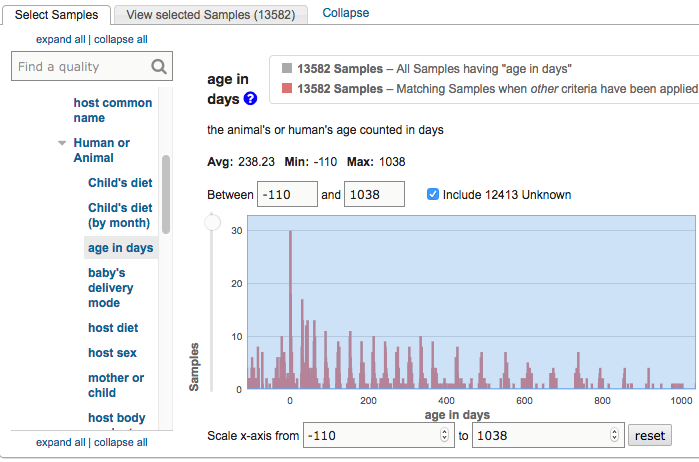 Select Samples
View selected Samples (13582)
Collapse
expand all | collapse all
Find a quality
host common
name
Human or
Animal
Child's diet
Child's diet
(by month)
age in days
baby's
delivery
mode
host diet
host sex
mother or
child
host body
expand all | collapse all
age in
days ?
13582 Samples – All Samples having "age in days"
13582 Samples – Matching Samples when other criteria have been applied
the animal's or human's age counted in days
Avg: 238.23 Min: -110 Max: 1038
Between -110 and 1038
Include 12413 Unknown
Samples
30
20
10
0
0 200 400 600 800 1000
age in days
Scale x-axis from -110 to 1038 reset